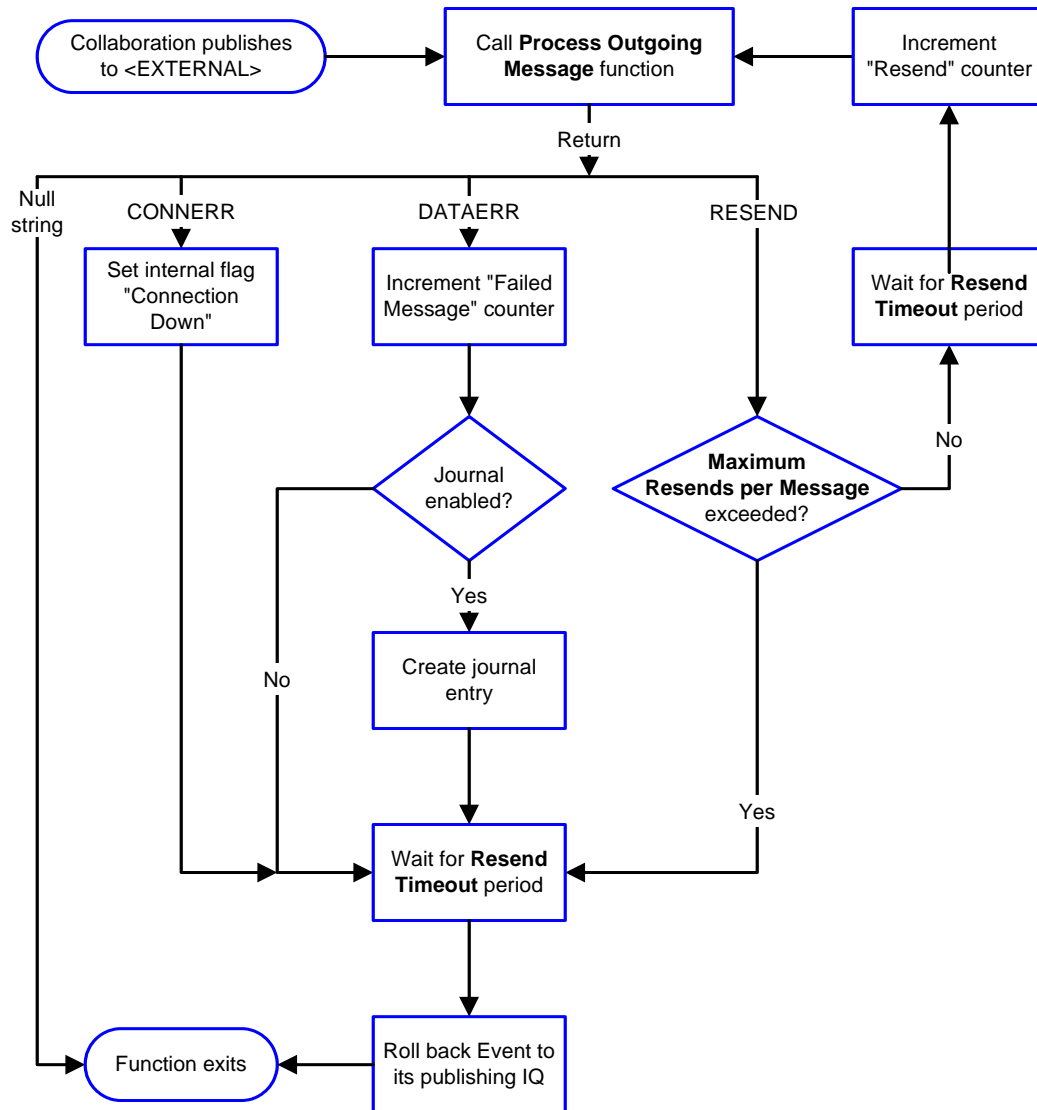 Collaboration publishes
to <EXTERNAL>
Call Process Outgoing
Message function
Increment
"Resend" counter
Return
Null
string
CONNERR
DATAERR
RESEND
Set internal flag
"Connection
Down"
Increment "Failed
Message" counter
Wait for Resend
Timeout period
Journal
enabled?
Maximum
Resends per Message
exceeded?
No
Yes
No
Create journal
entry
Yes
Wait for Resend
Timeout period
Function exits
Roll back Event to
its publishing IQ